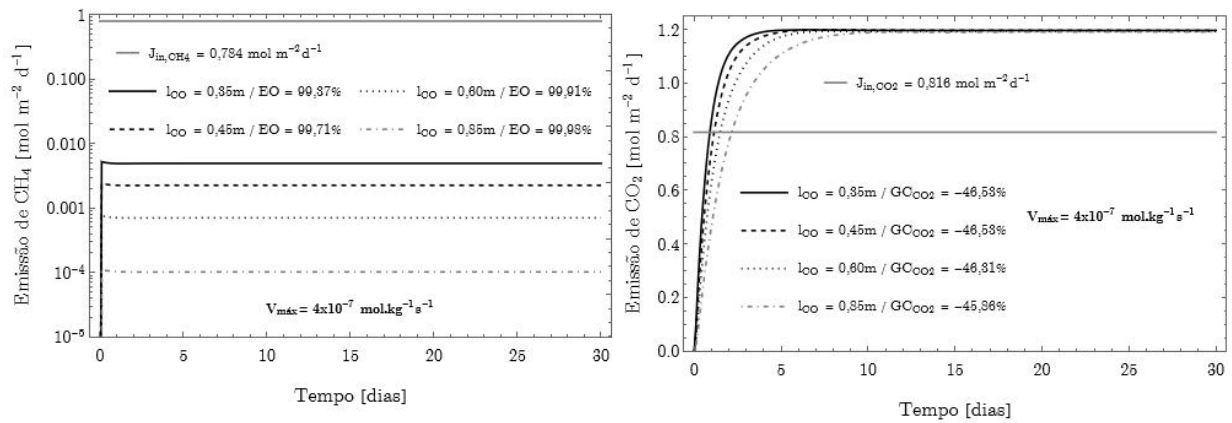 Emissão de CH₄ [mol m⁻² d⁻¹]
1
0.100
0.010
0.005
0.001
10⁻⁴
10⁻⁵
J_in,CH4 = 0,784 mol m⁻²d⁻¹
l_CO = 0,35m / EO = 99,37%
l_CO = 0,60m / EO = 99,91%
l_CO = 0,45m / EO = 99,71%
l_CO = 0,85m / EO = 99,98%
V_máx = 4x10⁻⁷ mol.kg⁻¹s⁻¹
0 5 10 15 20 25 30
Tempo [dias]
Emissão de CO₂ [mol m⁻² d⁻¹]
1.2
1.0
0.8
0.6
0.4
0.2
0.0
J_in,CO2 = 0,816 mol m⁻²d⁻¹
l_CO = 0,35m / GC_CO2 = −46,53%
V_máx = 4x10⁻⁷ mol.kg⁻¹s⁻¹
l_CO = 0,45m / GC_CO2 = −46,53%
l_CO = 0,60m / GC_CO2 = −46,31%
l_CO = 0,85m / GC_CO2 = −45,86%
0 5 10 15 20 25 30
Tempo [dias]